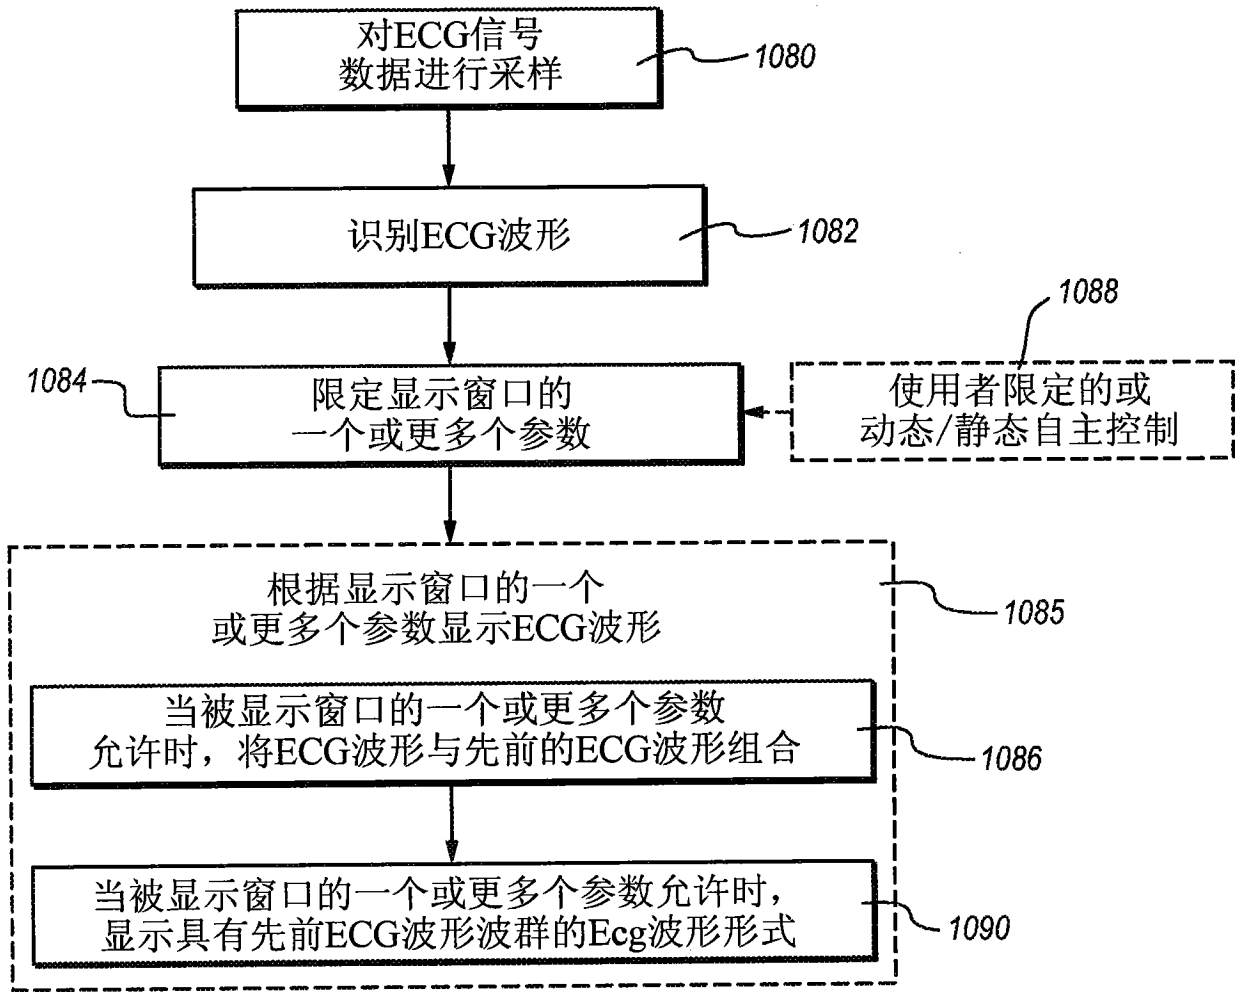 对ECG信号
数据进行采样
1080
识别ECG波形
1082
1088
1084
限定显示窗口的
一个或更多个参数
使用者限定的或
动态/静态自主控制
根据显示窗口的一个
或更多个参数显示ECG波形
1085
当被显示窗口的一个或更多个参数
允许时，将ECG波形与先前的ECG波形组合
1086
当被显示窗口的一个或更多个参数允许时，
显示具有先前ECG波形波群的Ecg波形形式
1090